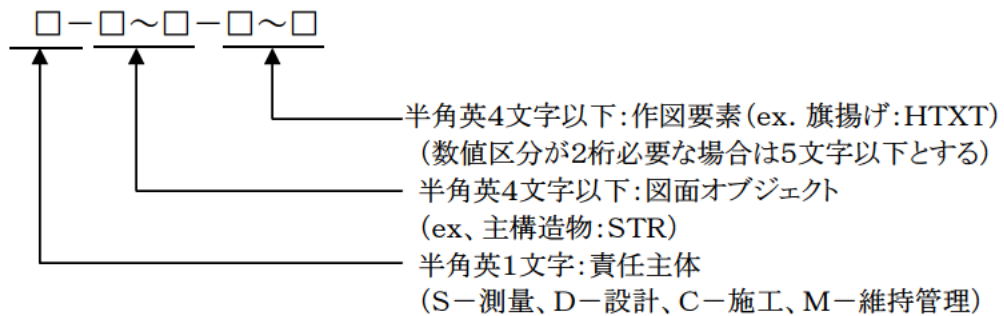 □－□～□－□～□
半角英4文字以下：作図要素（ex．旗揚げ：HTXT）
（数値区分が2桁必要な場合は5文字以下とする）
半角英4文字以下：図面オブジェクト
（ex、主構造物：STR）
半角英1文字：責任主体
（S－測量、D－設計、C－施工、M－維持管理）